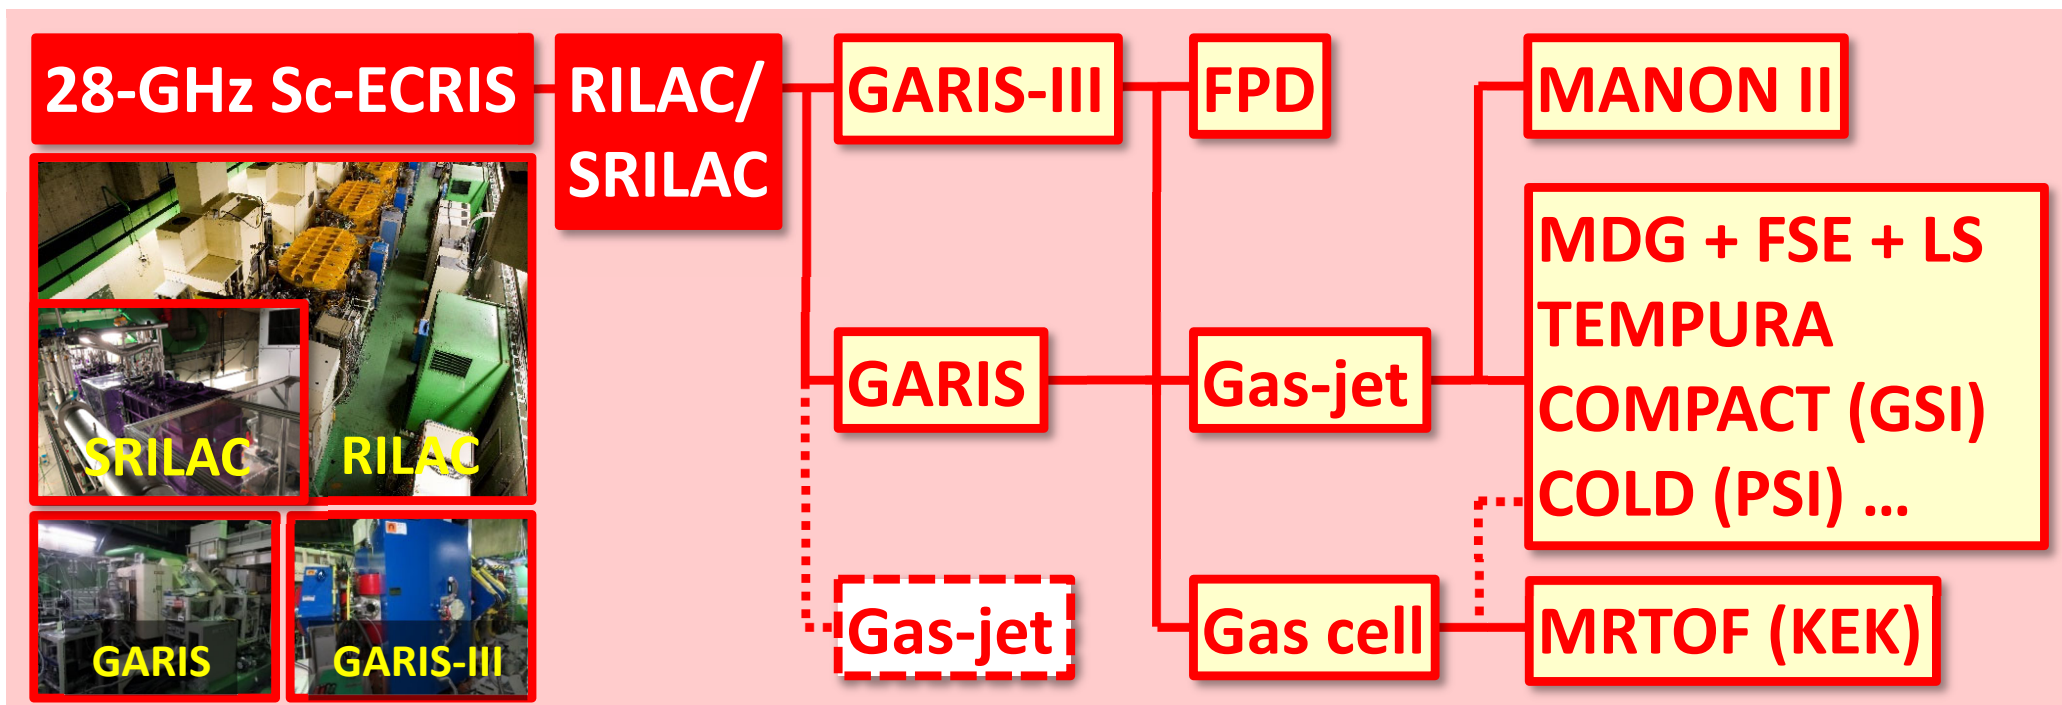 28-GHz Sc-ECRIS
RILAC/
SRILAC
GARIS-III
FPD
MANON II
MDG + FSE + LS
TEMPURA
COMPACT (GSI)
COLD (PSI) ...
GARIS
Gas-jet
Gas-jet
Gas cell
MRTOF (KEK)
SRILAC
RILAC
GARIS
GARIS-III